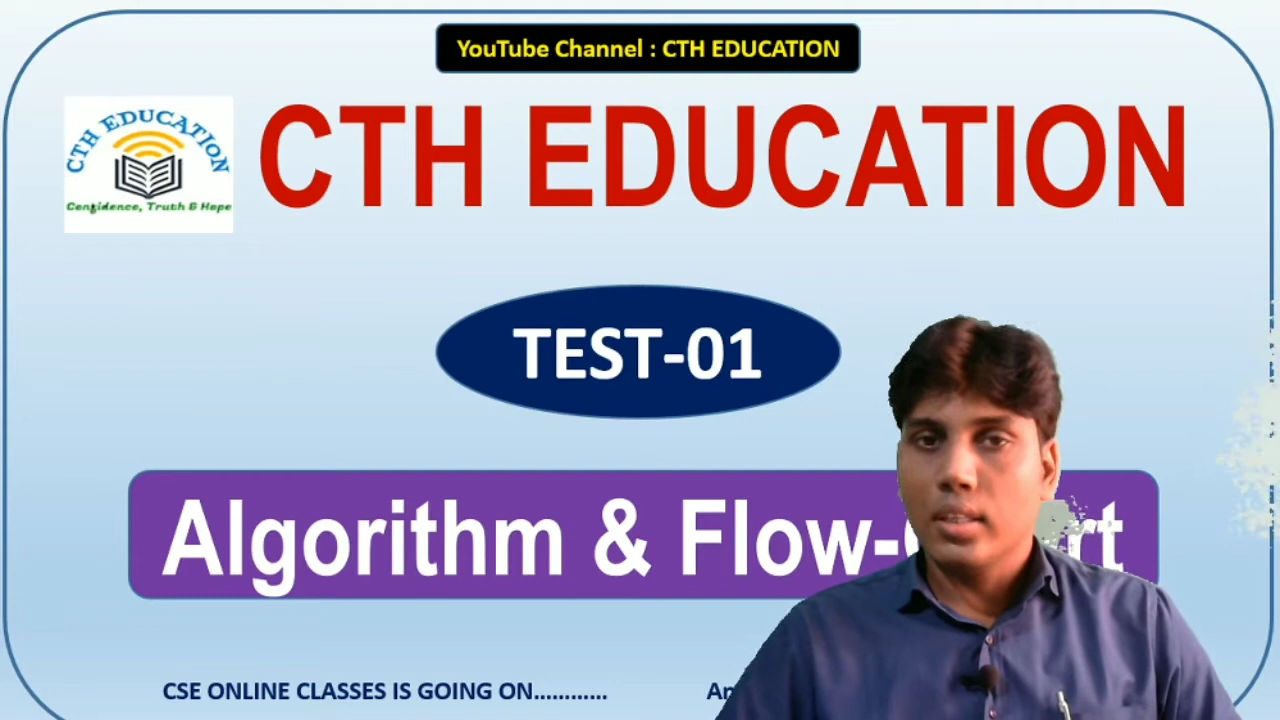 YouTube Channel : CTH EDUCATION
CTH EDUCATION
Confidence, Truth & Hope
CTH EDUCATION
TEST-01
Algorithm & Flow-
CSE ONLINE CLASSES IS GOING ON............